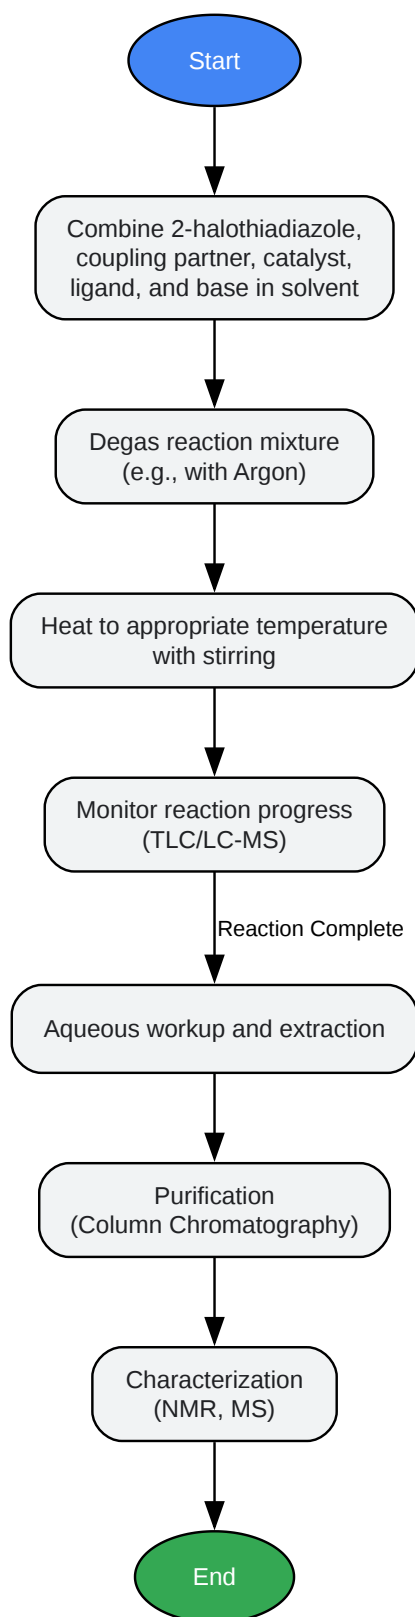 Start
Combine 2-halothiadiazole,
coupling partner, catalyst,
ligand, and base in solvent
Degas reaction mixture
(e.g., with Argon)
Heat to appropriate temperature
with stirring
Monitor reaction progress
(TLC/LC-MS)
Reaction Complete
Aqueous workup and extraction
Purification
(Column Chromatography)
Characterization
(NMR, MS)
End